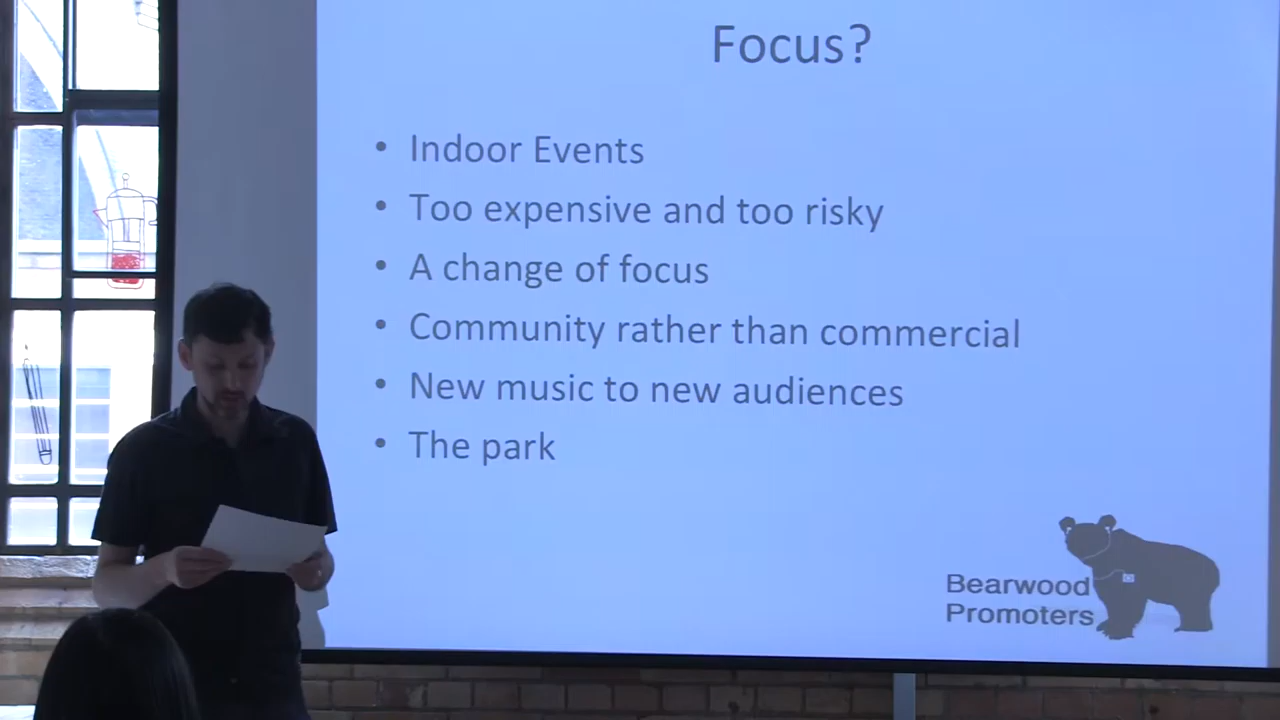 Focus?
• Indoor Events
• Too expensive and too risky
• A change of focus
• Community rather than commercial
• New music to new audiences
• The park
Bearwood
Promoters